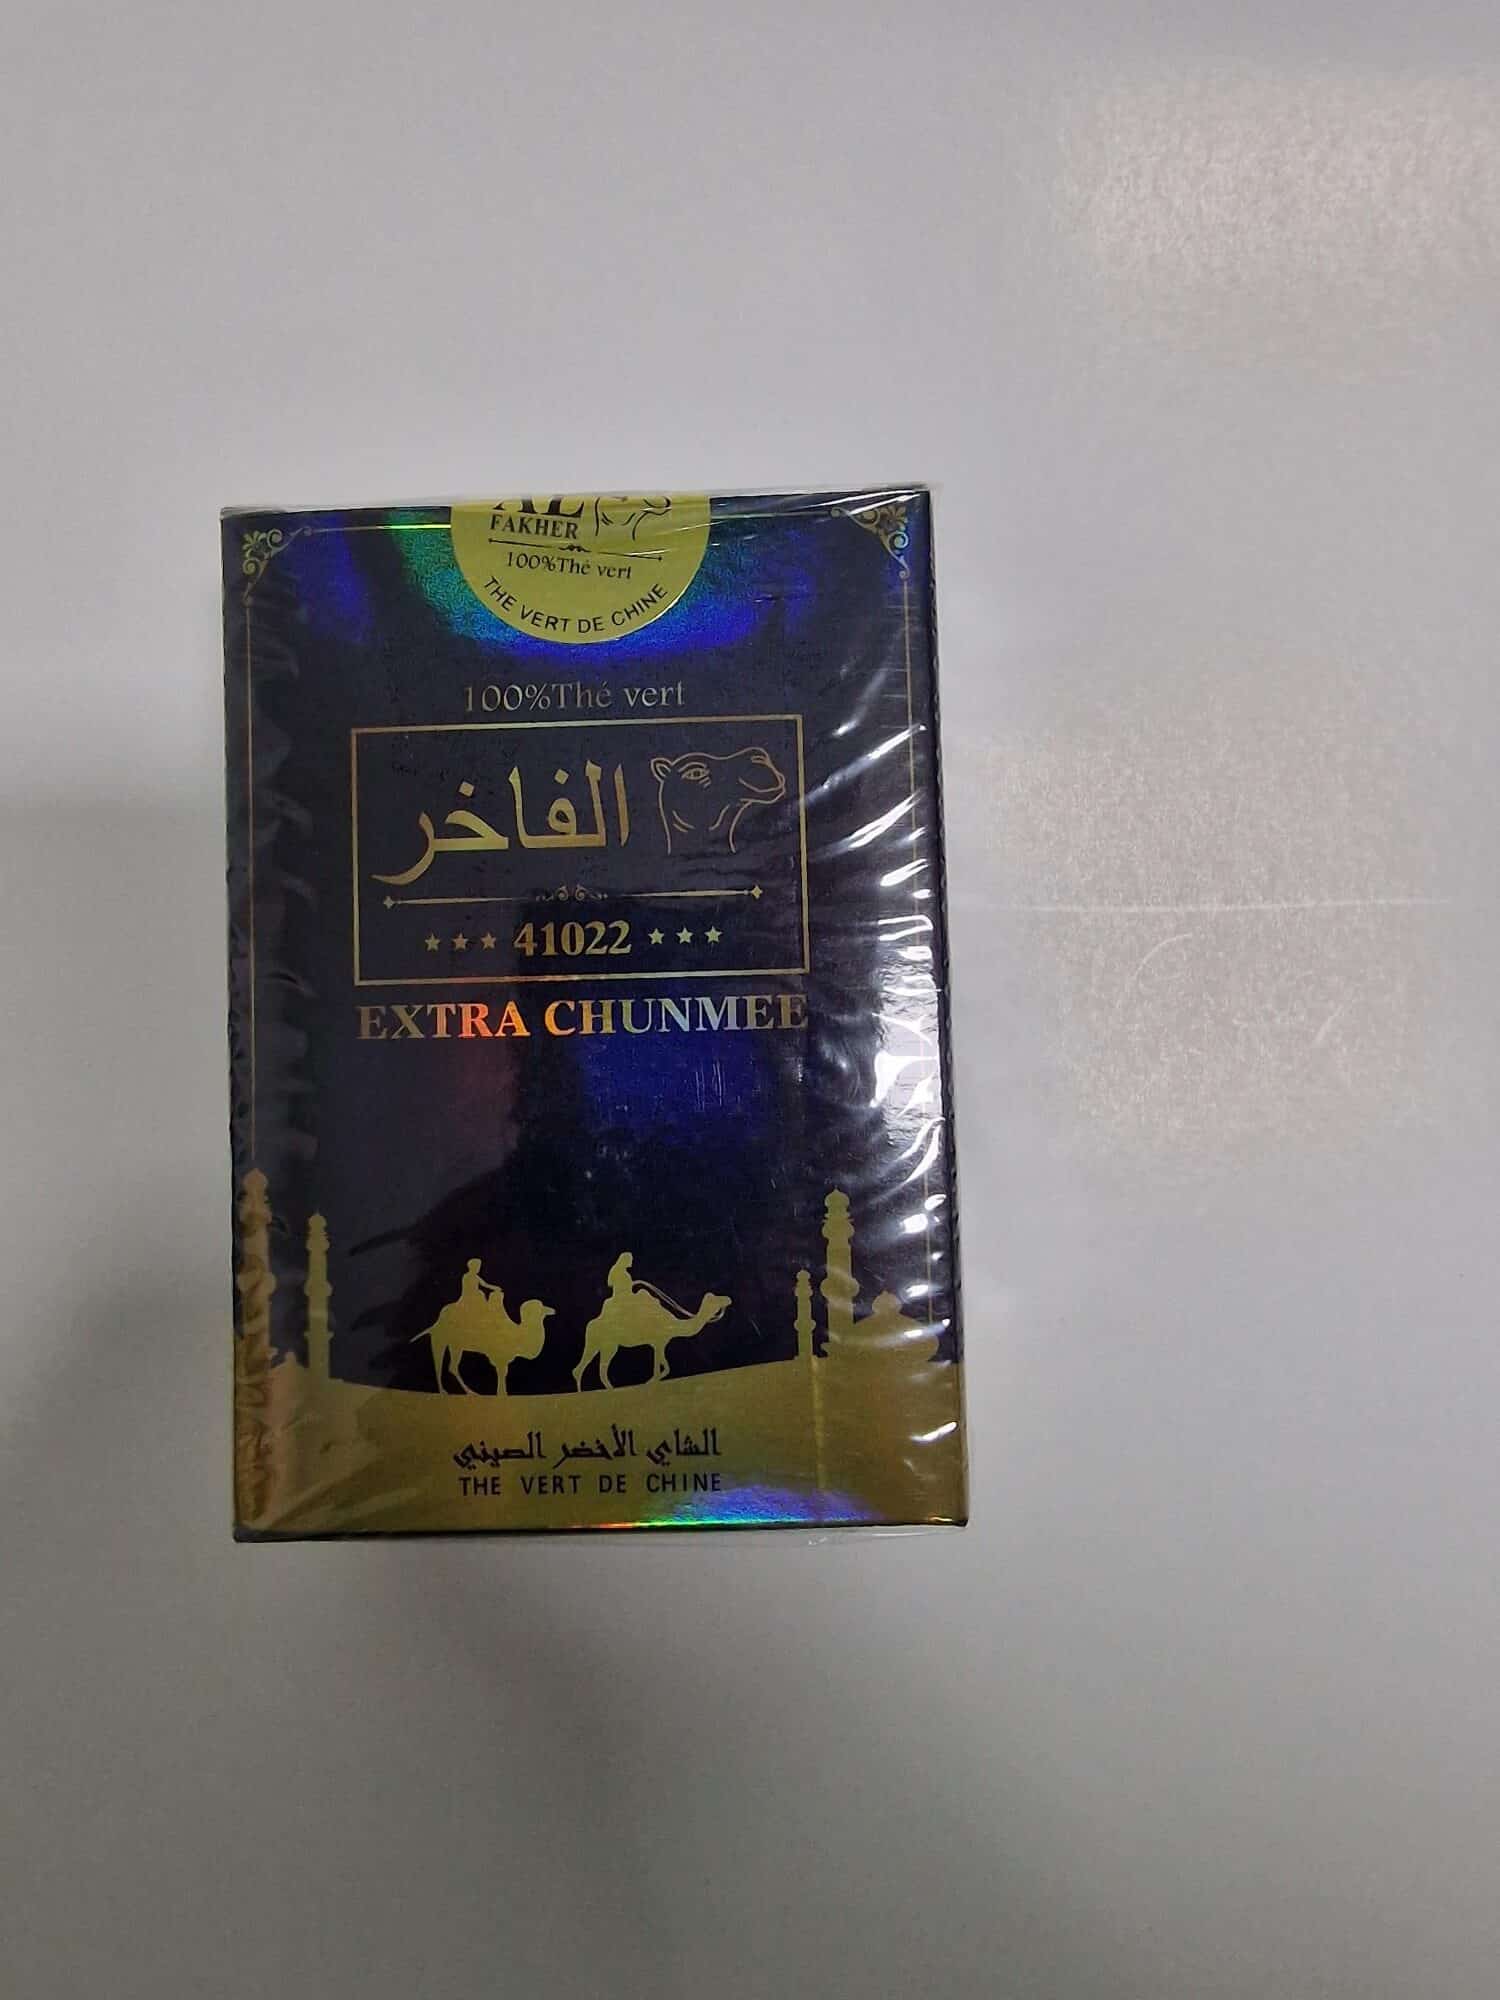 AL
FAKHER
100%Thé vert
THE VERT DE CHINE
100%Thé vert
الفاخر
41022
EXTRA CHUNMEE
الشاي الأخضر الصيني
THE VERT DE CHINE